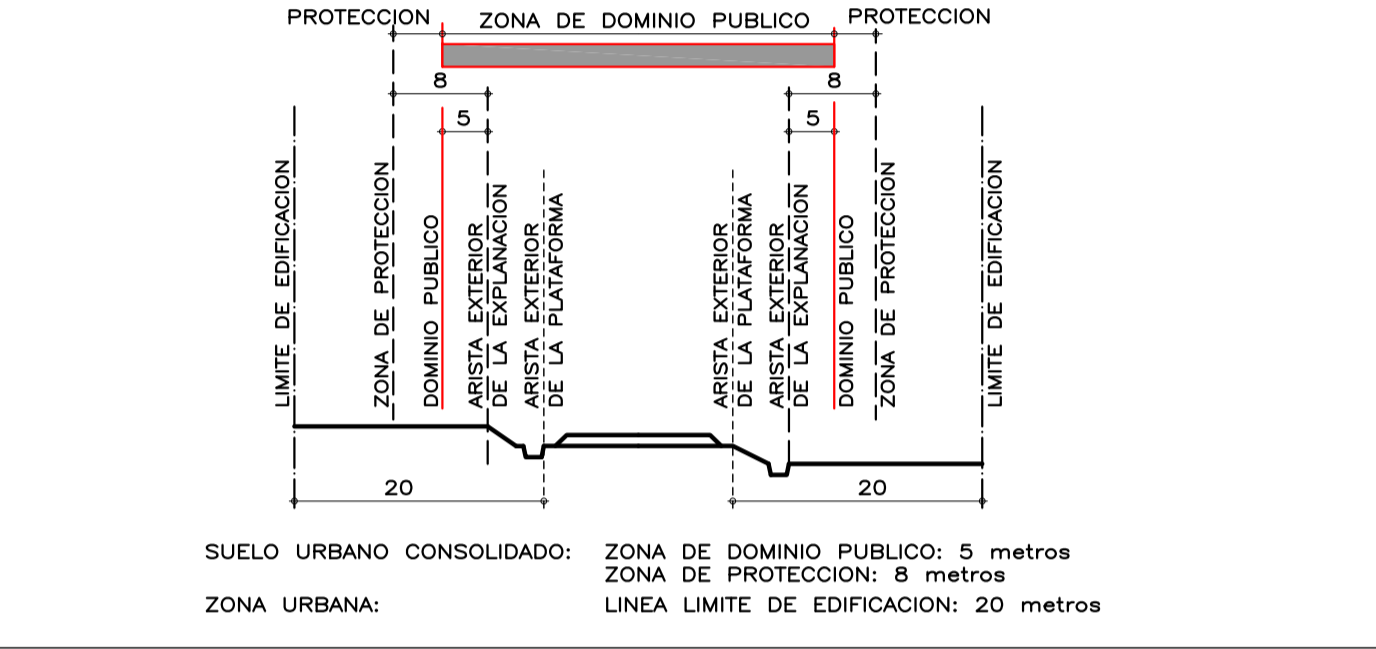 PROTECCION
ZONA DE DOMINIO PUBLICO
PROTECCION
8
8
5
5
LIMITE DE EDIFICACION
ZONA DE PROTECCION
DOMINIO PUBLICO
ARISTA EXTERIOR
DE LA EXPLANACION
ARISTA EXTERIOR
DE LA PLATAFORMA
ARISTA EXTERIOR
DE LA PLATAFORMA
ARISTA EXTERIOR
DE LA EXPLANACION
DOMINIO PUBLICO
ZONA DE PROTECCION
LIMITE DE EDIFICACION
20
20
SUELO URBANO CONSOLIDADO: ZONA DE DOMINIO PUBLICO: 5 metros
ZONA DE PROTECCION: 8 metros
ZONA URBANA: LINEA LIMITE DE EDIFICACION: 20 metros